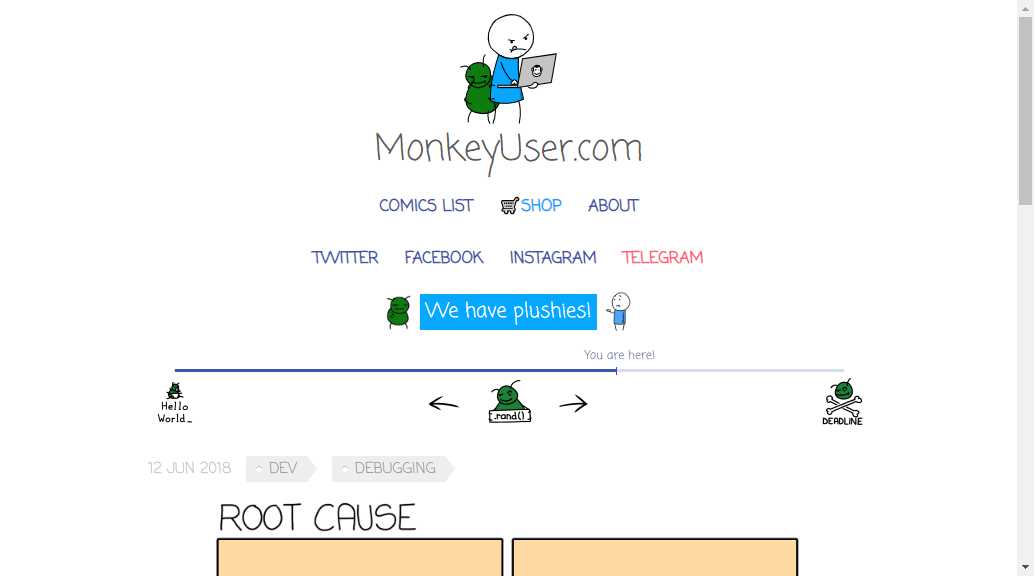 MonkeyUser.com
COMICS LIST SHOP ABOUT
TWITTER FACEBOOK INSTAGRAM TELEGRAM
We have plushies!
You are here!
Hello
World_
.rand()
DEADLINE
12 JUN 2018 DEV DEBUGGING
ROOT CAUSE